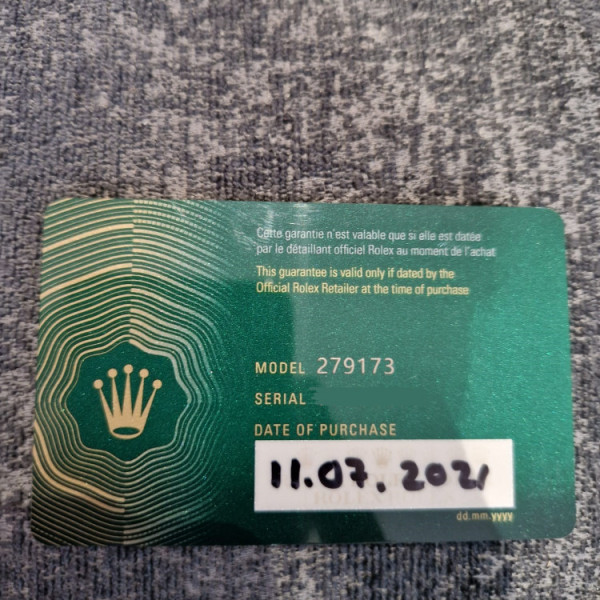 Cette garantie n'est valable que si elle est datée
par le détaillant officiel Rolex au moment de l'achat
This guarantee is valid only if dated by the
Official Rolex Retailer at the time of purchase
MODEL 279173
SERIAL
DATE OF PURCHASE
11.07.2021
dd.mm.yyyy